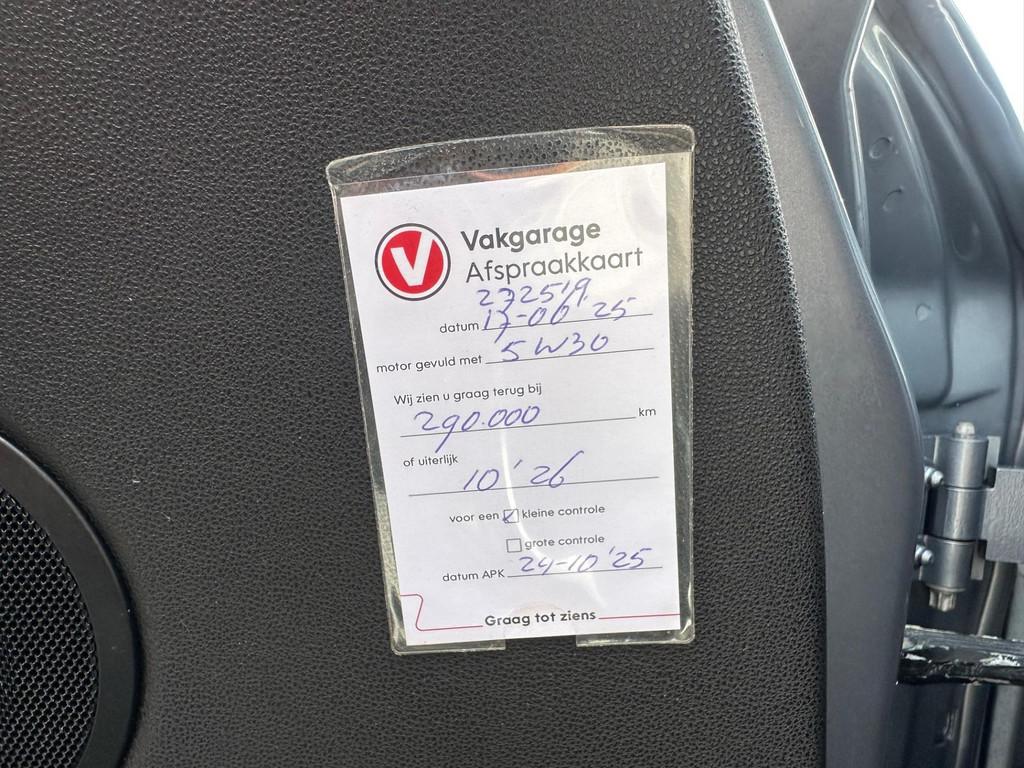 V
Vakgarage
Afspraakkaart
272519
datum 17-06'25
motor gevuld met 5W30
Wij zien u graag terug bij
290.000 km
of uiterlijk
10'26
voor een kleine controle
grote controle
datum APK 24-10'25
Graag tot ziens